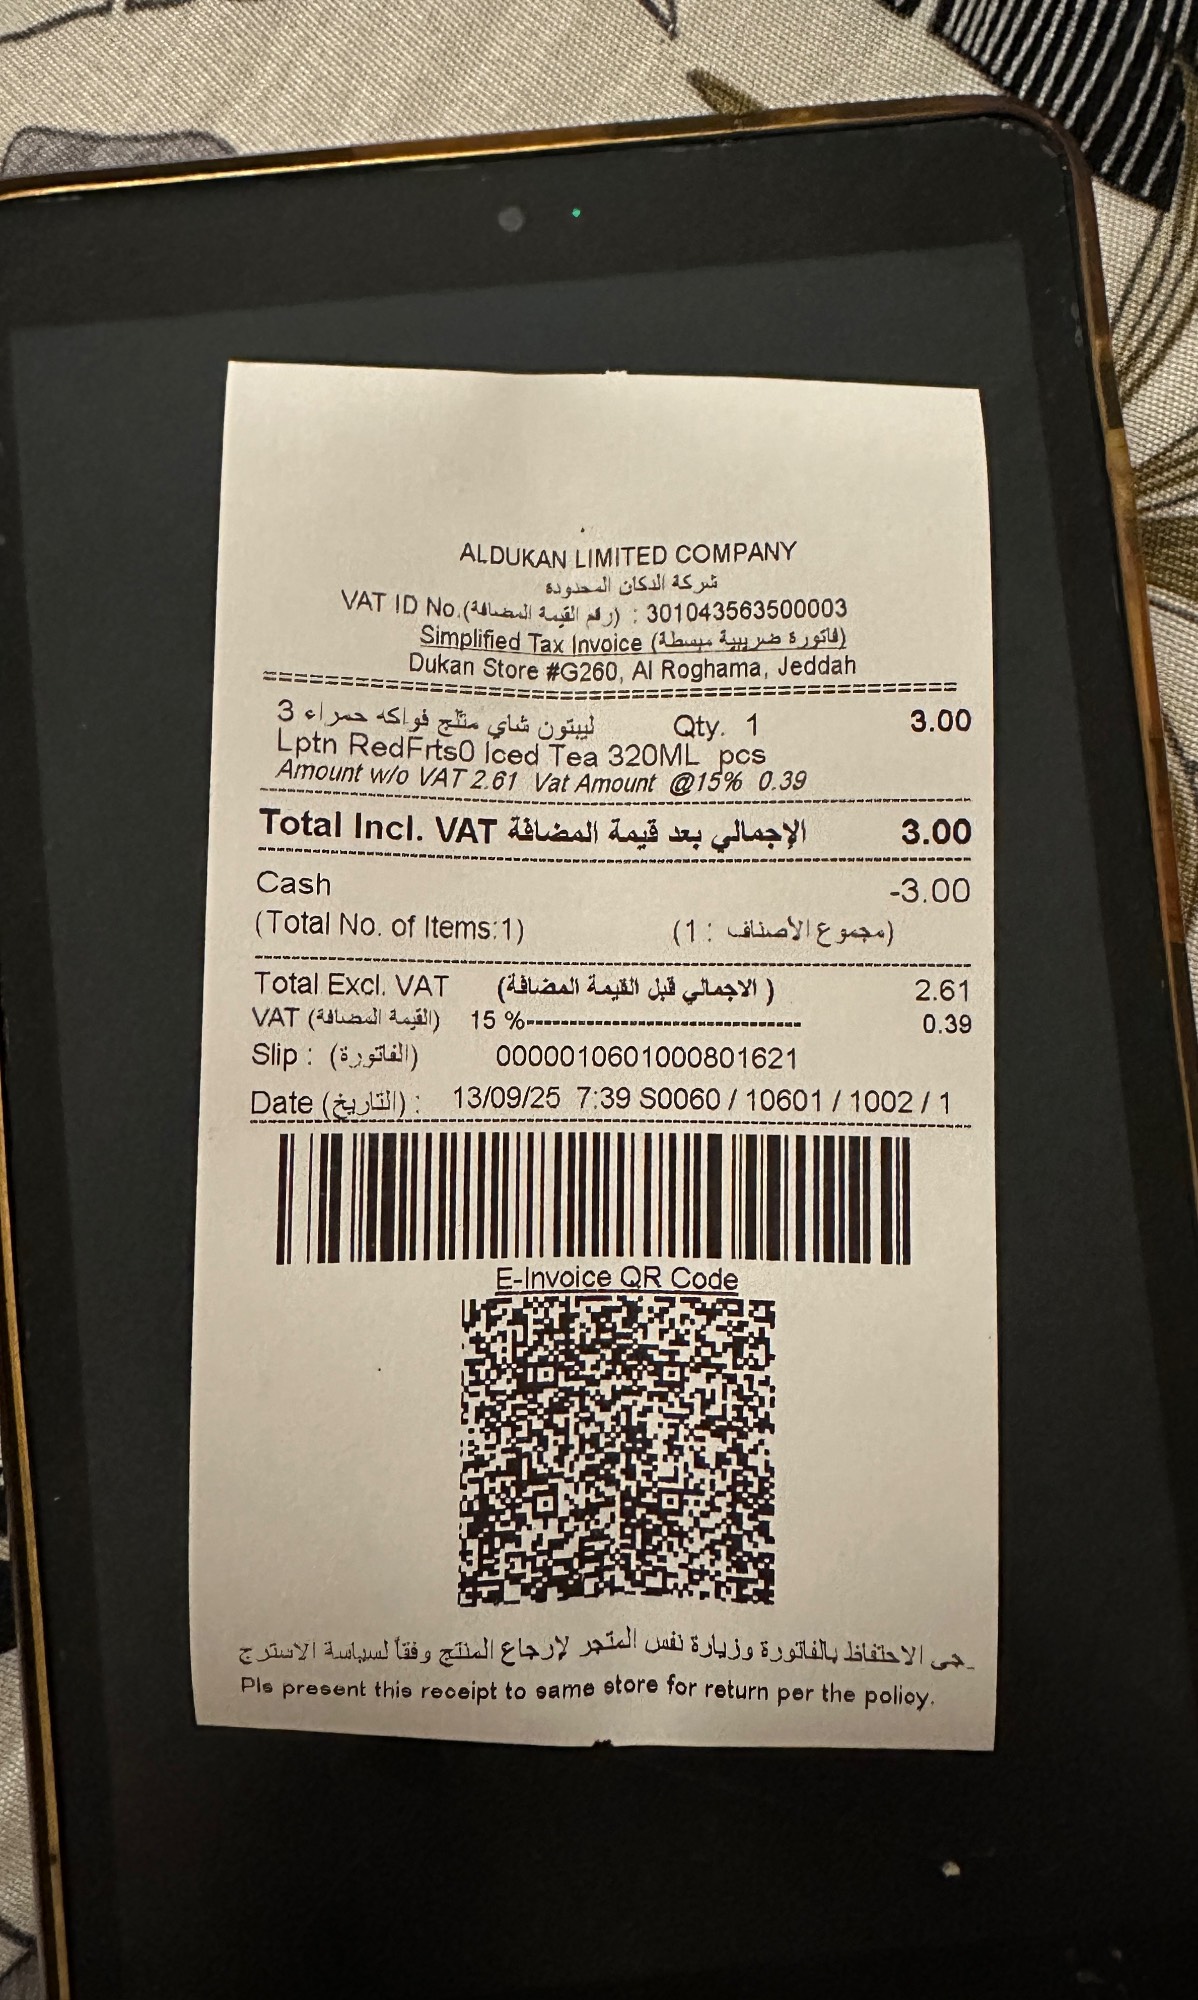 ALDUKAN LIMITED COMPANY
شركة الدكان المحدودة
VAT ID No.(رقم القيمة المضافة) : 301043563500003
Simplified Tax Invoice (فاتورة ضريبية مبسطة)
Dukan Store #G260, Al Roghama, Jeddah
ليبتون شاي مثلّج فواكه حمراء 3 Qty. 1 3.00
Lptn RedFrts0 Iced Tea 320ML pcs
Amount w/o VAT 2.61 Vat Amount @15% 0.39
Total Incl. VAT الإجمالي بعد قيمة المضافة 3.00
Cash -3.00
(Total No. of Items:1) (مجموع الأصناف : 1)
Total Excl. VAT (الاجمالي قبل القيمة المضافة ) 2.61
VAT (القيمة المضافة) 15 %--------------------------------- 0.39
Slip : (الفاتورة) 0000010601000801621
Date (التاريخ) : 13/09/25 7:39 S0060 / 10601 / 1002 / 1
E-Invoice QR Code
جى الاحتفاظ بالفاتورة وزيارة نفس المتجر لإرجاع المنتج وفقاً لسياسة الاسترج
Pls present this receipt to same store for return per the policy.